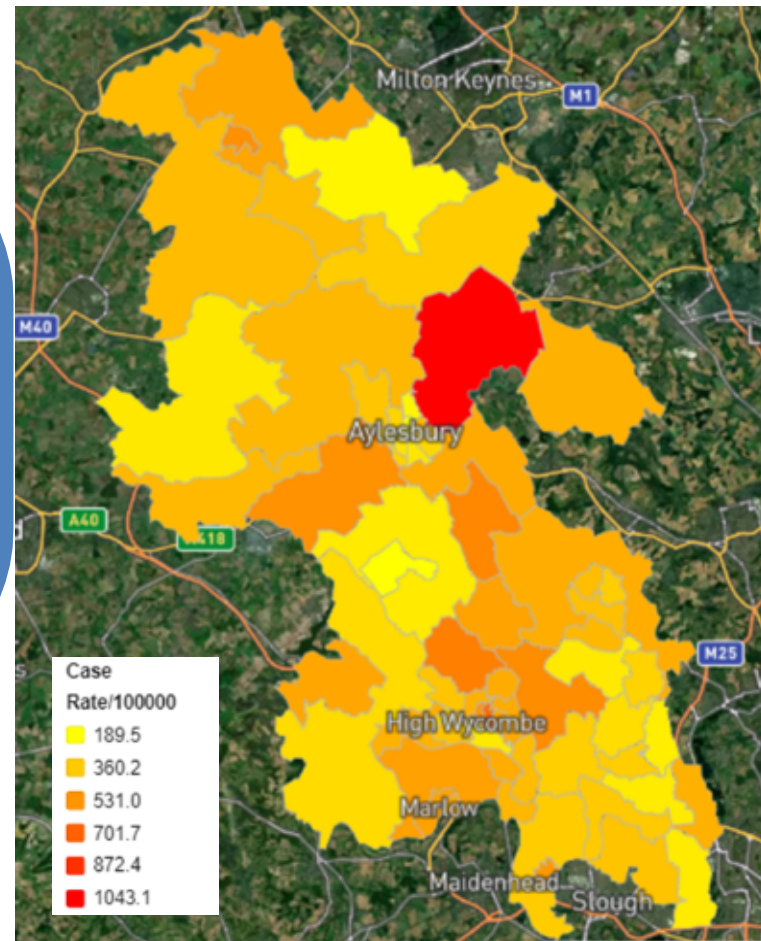 Milton Keynes
M1
M40
Aylesbury
A40
A418
M25
Case
Rate/100000
189.5
360.2
531.0
701.7
872.4
1043.1
High Wycombe
Marlow
Maidenhead
Slough